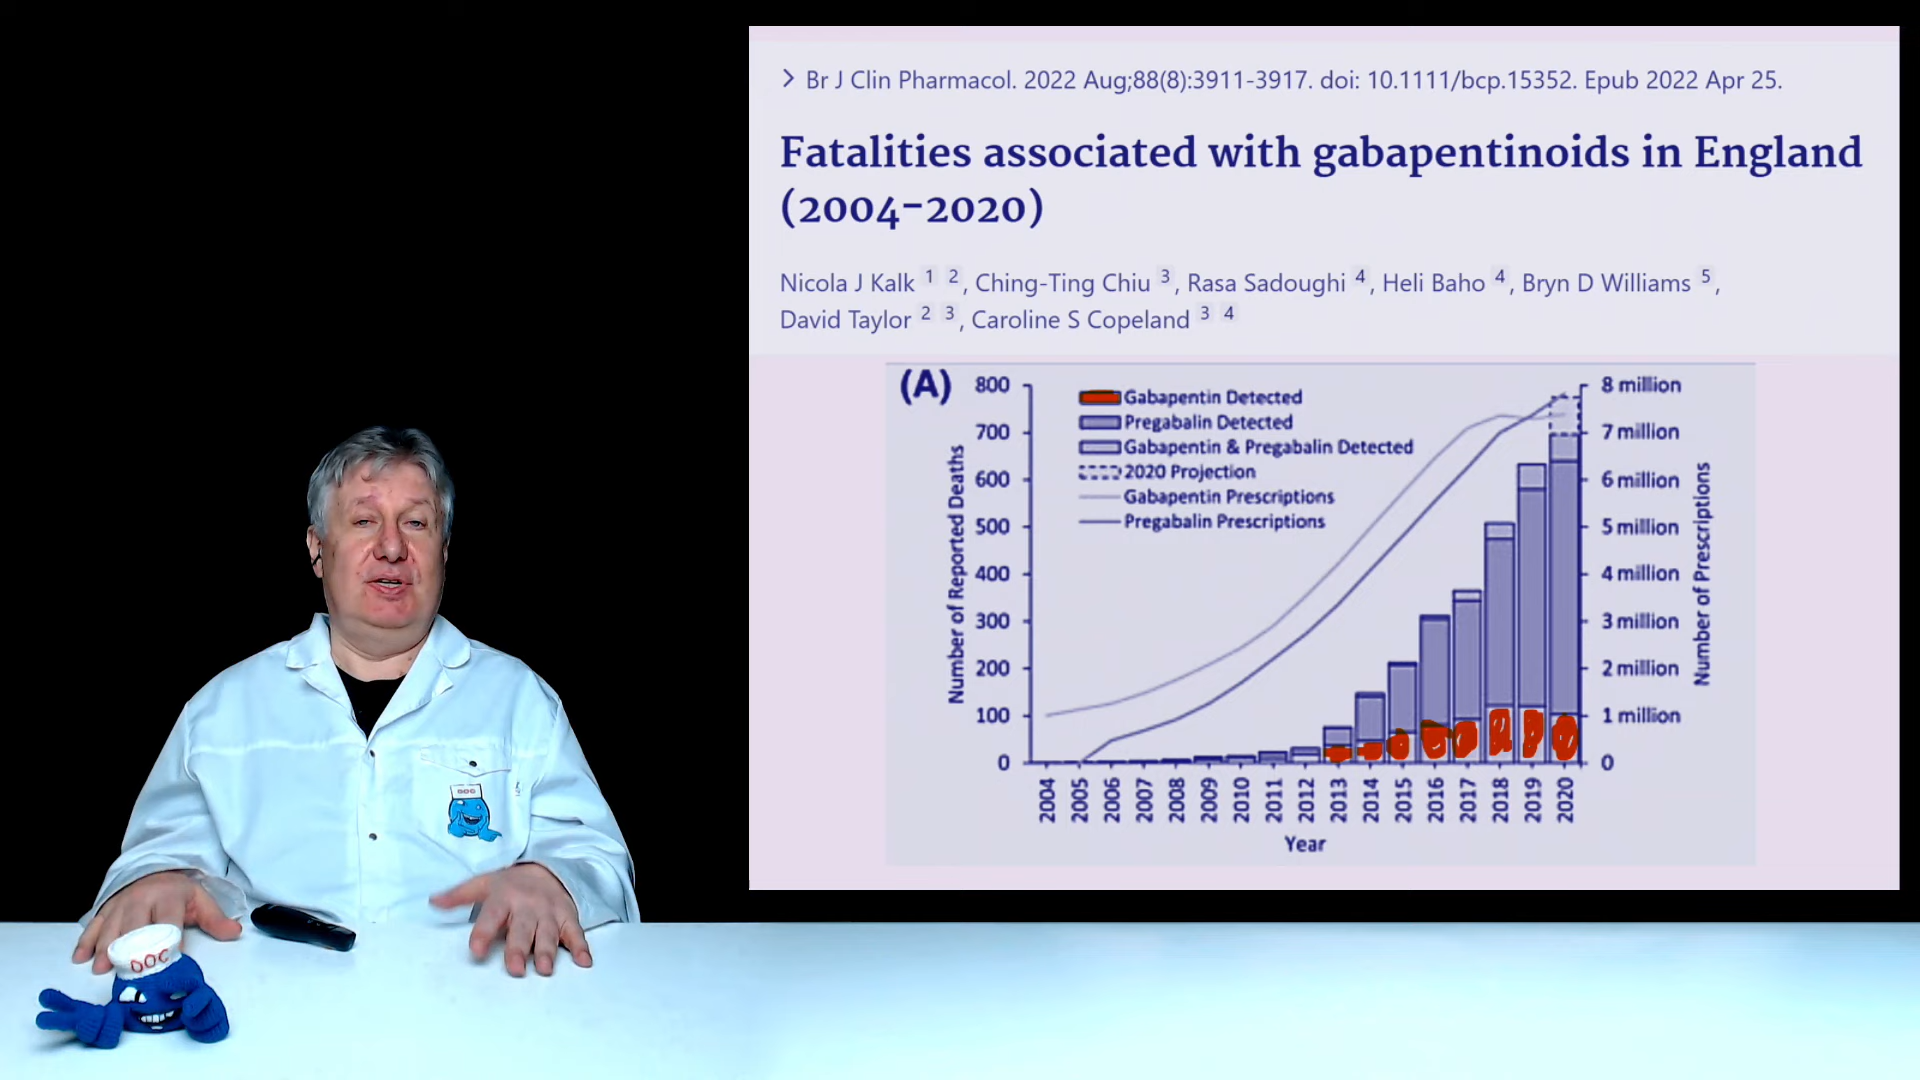 > Br J Clin Pharmacol. 2022 Aug;88(8):3911-3917. doi: 10.1111/bcp.15352. Epub 2022 Apr 25.
Fatalities associated with gabapentinoids in England
(2004-2020)
Nicola J Kalk 1 2, Ching-Ting Chiu 3, Rasa Sadoughi 4, Heli Baho 4, Bryn D Williams 5,
David Taylor 2 3, Caroline S Copeland 3 4
(A)
Number of Reported Deaths
800
700
600
500
400
300
200
100
0
Gabapentin Detected
Pregabalin Detected
Gabapentin & Pregabalin Detected
2020 Projection
Gabapentin Prescriptions
Pregabalin Prescriptions
8 million
7 million
6 million
5 million
4 million
3 million
2 million
1 million
0
Number of Prescriptions
2004 2005 2006 2007 2008 2009 2010 2011 2012 2013 2014 2015 2016 2017 2018 2019 2020
Year
DOC
DOC